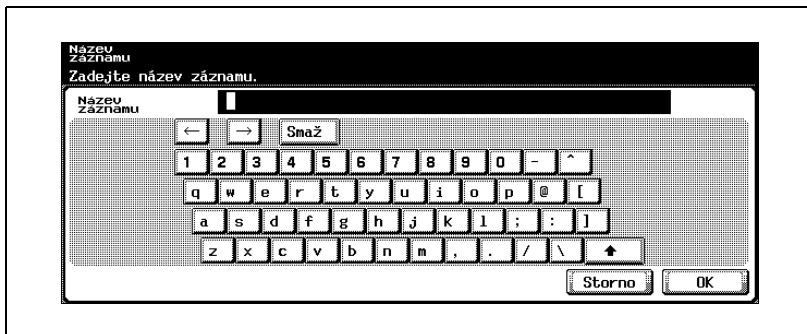 Název
záznamu
Zadejte název záznamu.
Název
záznamu
← → Smaž
1 2 3 4 5 6 7 8 9 0 - ^
q w e r t y u i o p @ [
a s d f g h j k l ; : ]
z x c v b n m , . / \ ↑
Storno OK